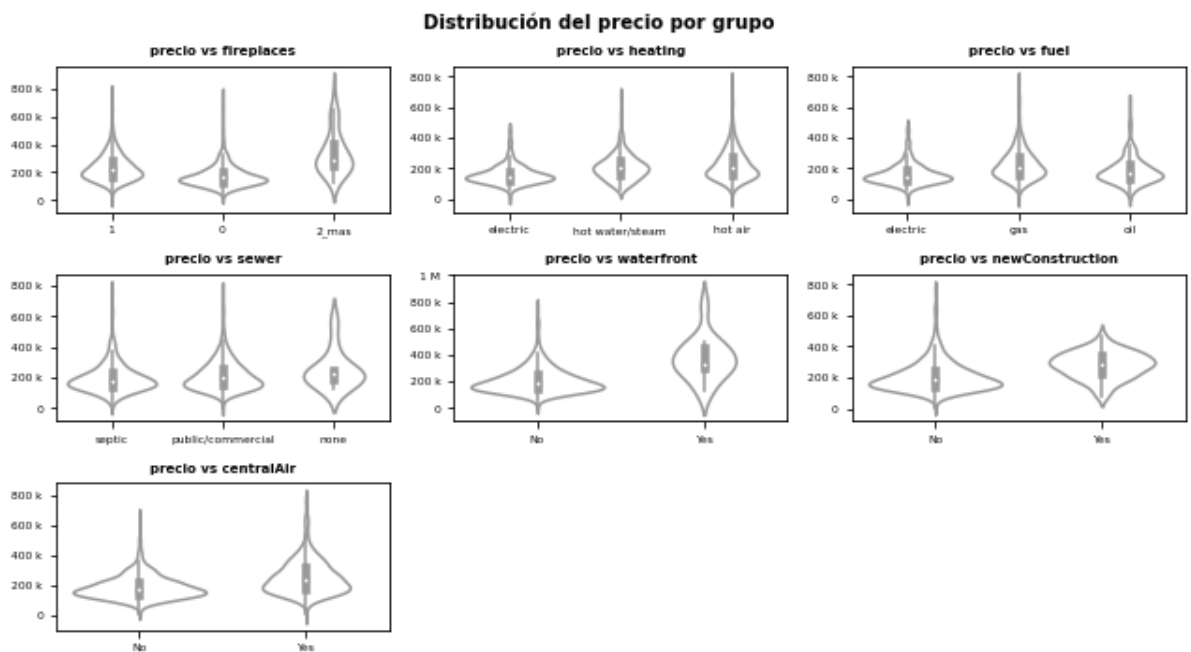 Distribución del precio por grupo
precio vs fireplaces
precio vs heating
precio vs fuel
800 k
600 k
400 k
200 k
0
1
0
2_mas
800 k
600 k
400 k
200 k
0
electric
hot water/steam
hot air
800 k
600 k
400 k
200 k
0
electric
gas
oil
precio vs sewer
precio vs waterfront
precio vs newConstruction
800 k
600 k
400 k
200 k
0
septic
public/commercial
none
1 M
800 k
600 k
400 k
200 k
0
No
Yes
800 k
600 k
400 k
200 k
0
No
Yes
precio vs centralAir
800 k
600 k
400 k
200 k
0
No
Yes